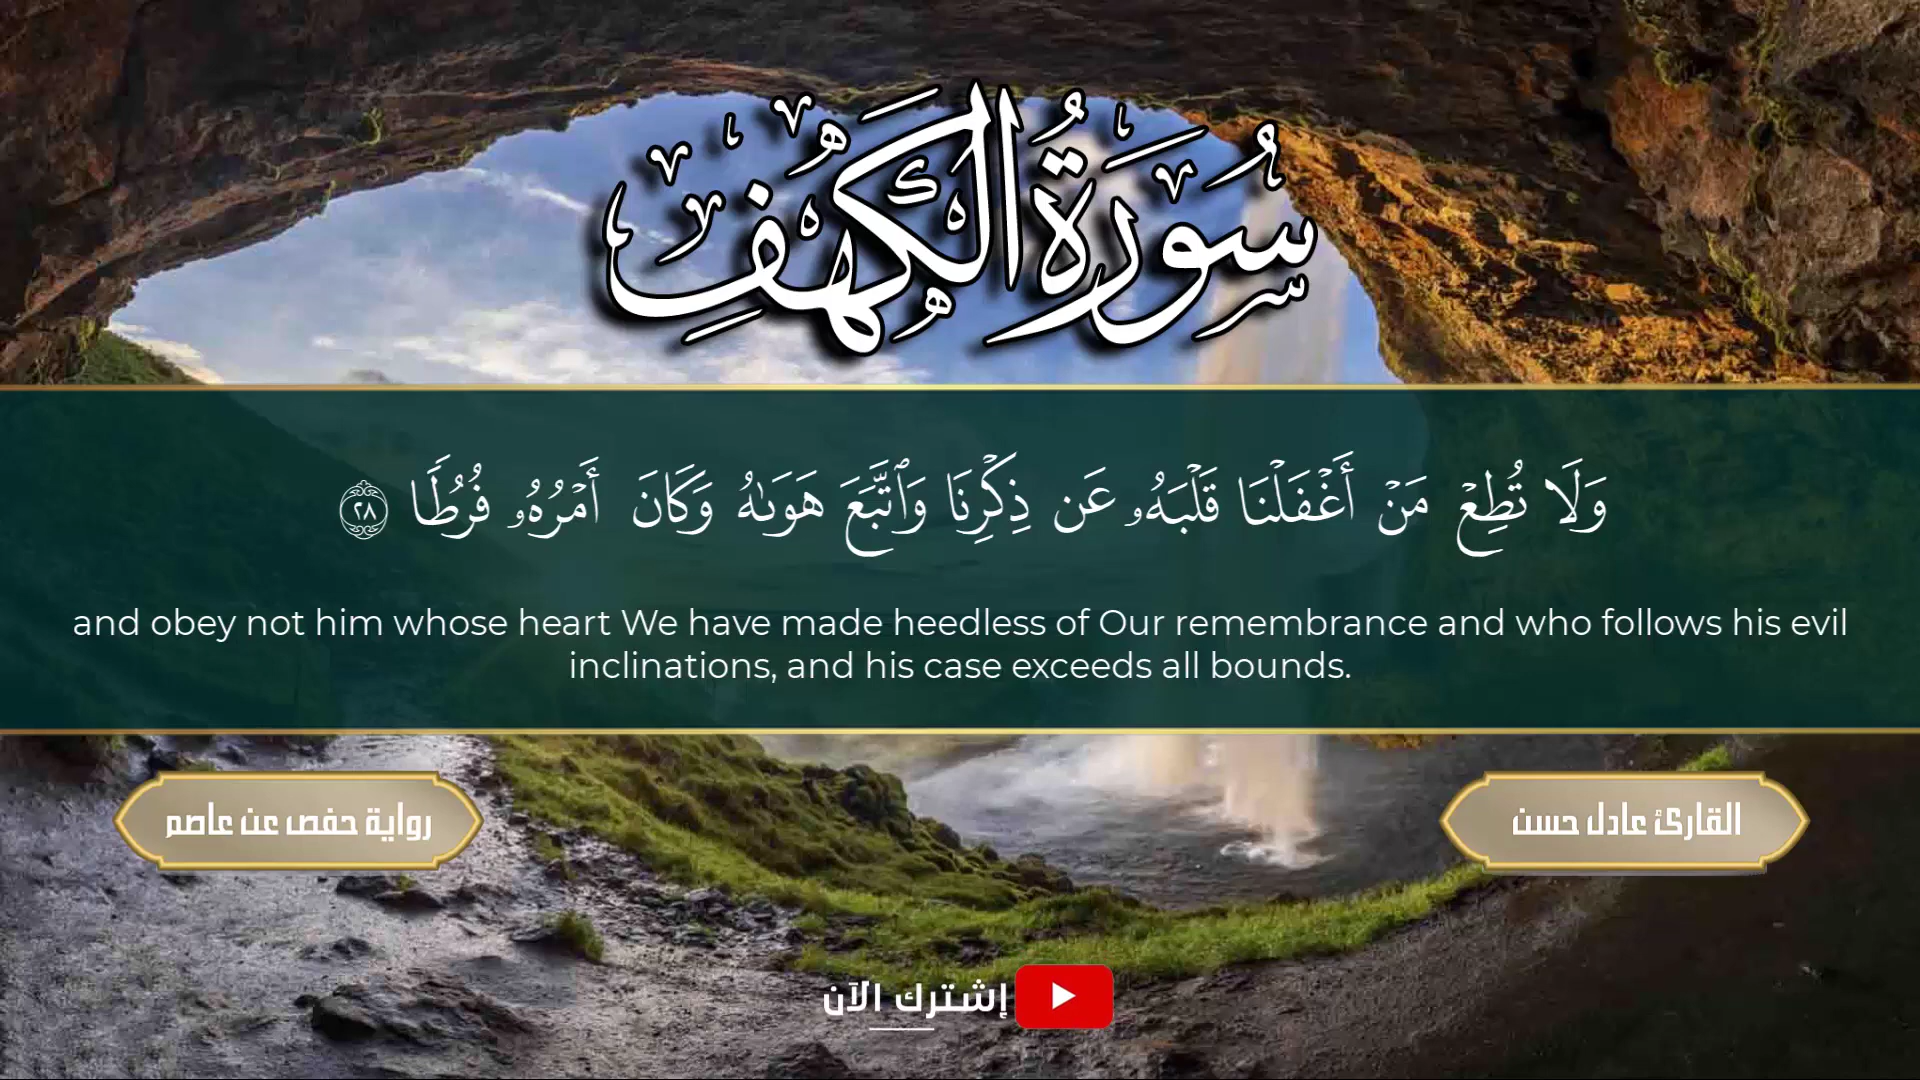 سُورَةُ الكَهْفِ
وَلَا تُطِعْ مَنْ أَغْفَلْنَا قَلْبَهُۥ عَن ذِكْرِنَا وَٱتَّبَعَ هَوَىٰهُ وَكَانَ أَمْرُهُۥ فُرُطًا ٢٨
and obey not him whose heart We have made heedless of Our remembrance and who follows his evil
inclinations, and his case exceeds all bounds.
القارئ عادل حسن
رواية حفص عن عاصم
إشترك الآن